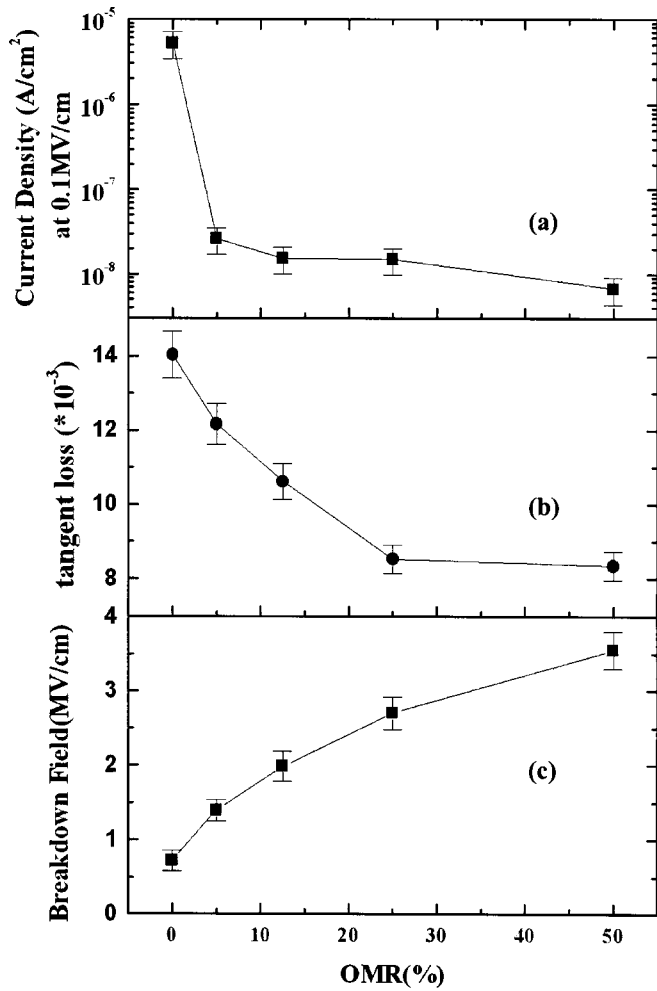 10⁻⁵
10⁻⁶
10⁻⁷
10⁻⁸
Current Density (A/cm²)
at 0.1MV/cm
(a)
14
12
10
8
tangent loss (*10⁻³)
(b)
4
3
2
1
0
Breakdown Field(MV/cm)
(c)
0 10 20 30 40 50
OMR(%)